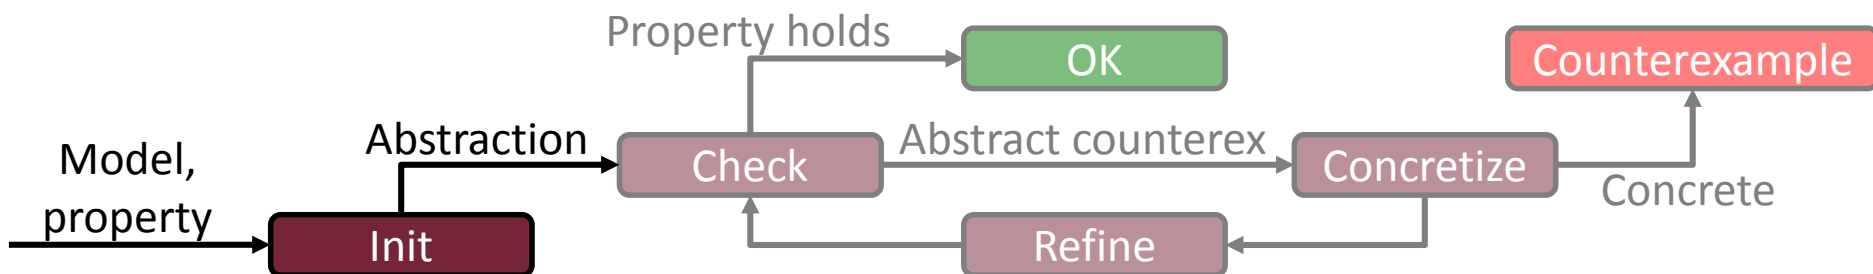 Property holds
OK
Counterexample
Model,
property
Abstraction
Check
Abstract counterex
Concretize
Concrete
Init
Refine